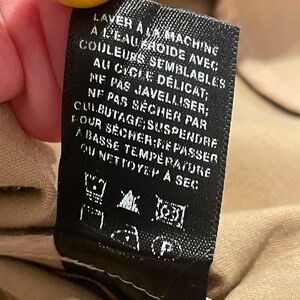 LAVER À LA MACHINE
À L'EAU FROIDE AVEC
COULEURS SEMBLABLES
AU CYCLE DÉLICAT;
NE PAS JAVELLISER;
NE PAS SÉCHER PAR
CULBUTAGE;SUSPENDRE
POUR SÉCHER;REPASSER
À BASSE TEMPÉRATURE
OU NETTOYER À SEC
P